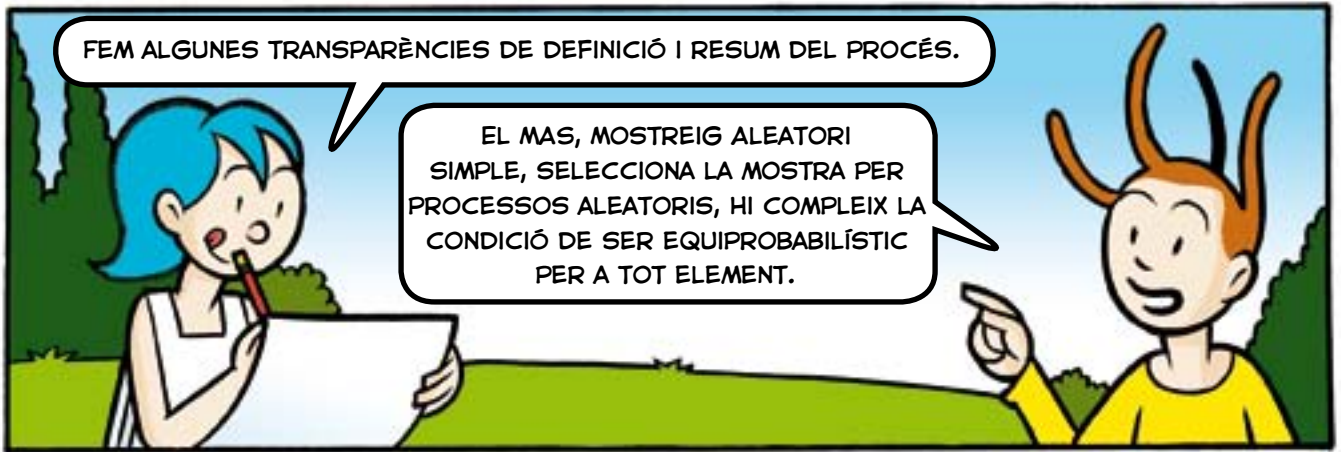 FEM ALGUNES TRANSPARÈNCIES DE DEFINICIÓ I RESUM DEL PROCÉS.
EL MAS, MOSTREIG ALEATORI
SIMPLE, SELECCIONA LA MOSTRA PER
PROCESSOS ALEATORIS, HI COMPLEIX LA
CONDICIÓ DE SER EQUIPROBABILÍSTIC
PER A TOT ELEMENT.